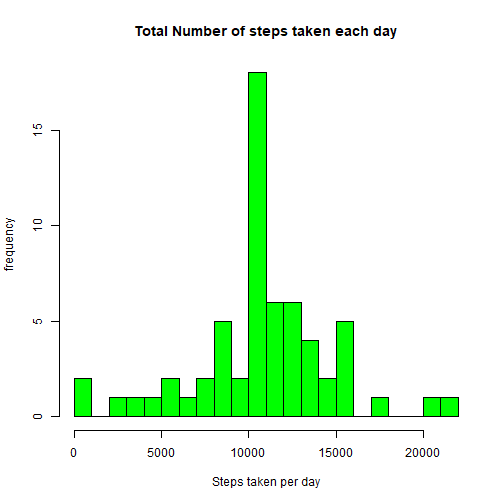 Total Number of steps taken each day
frequency
15
10
5
0
0 5000 10000 15000 20000
Steps taken per day